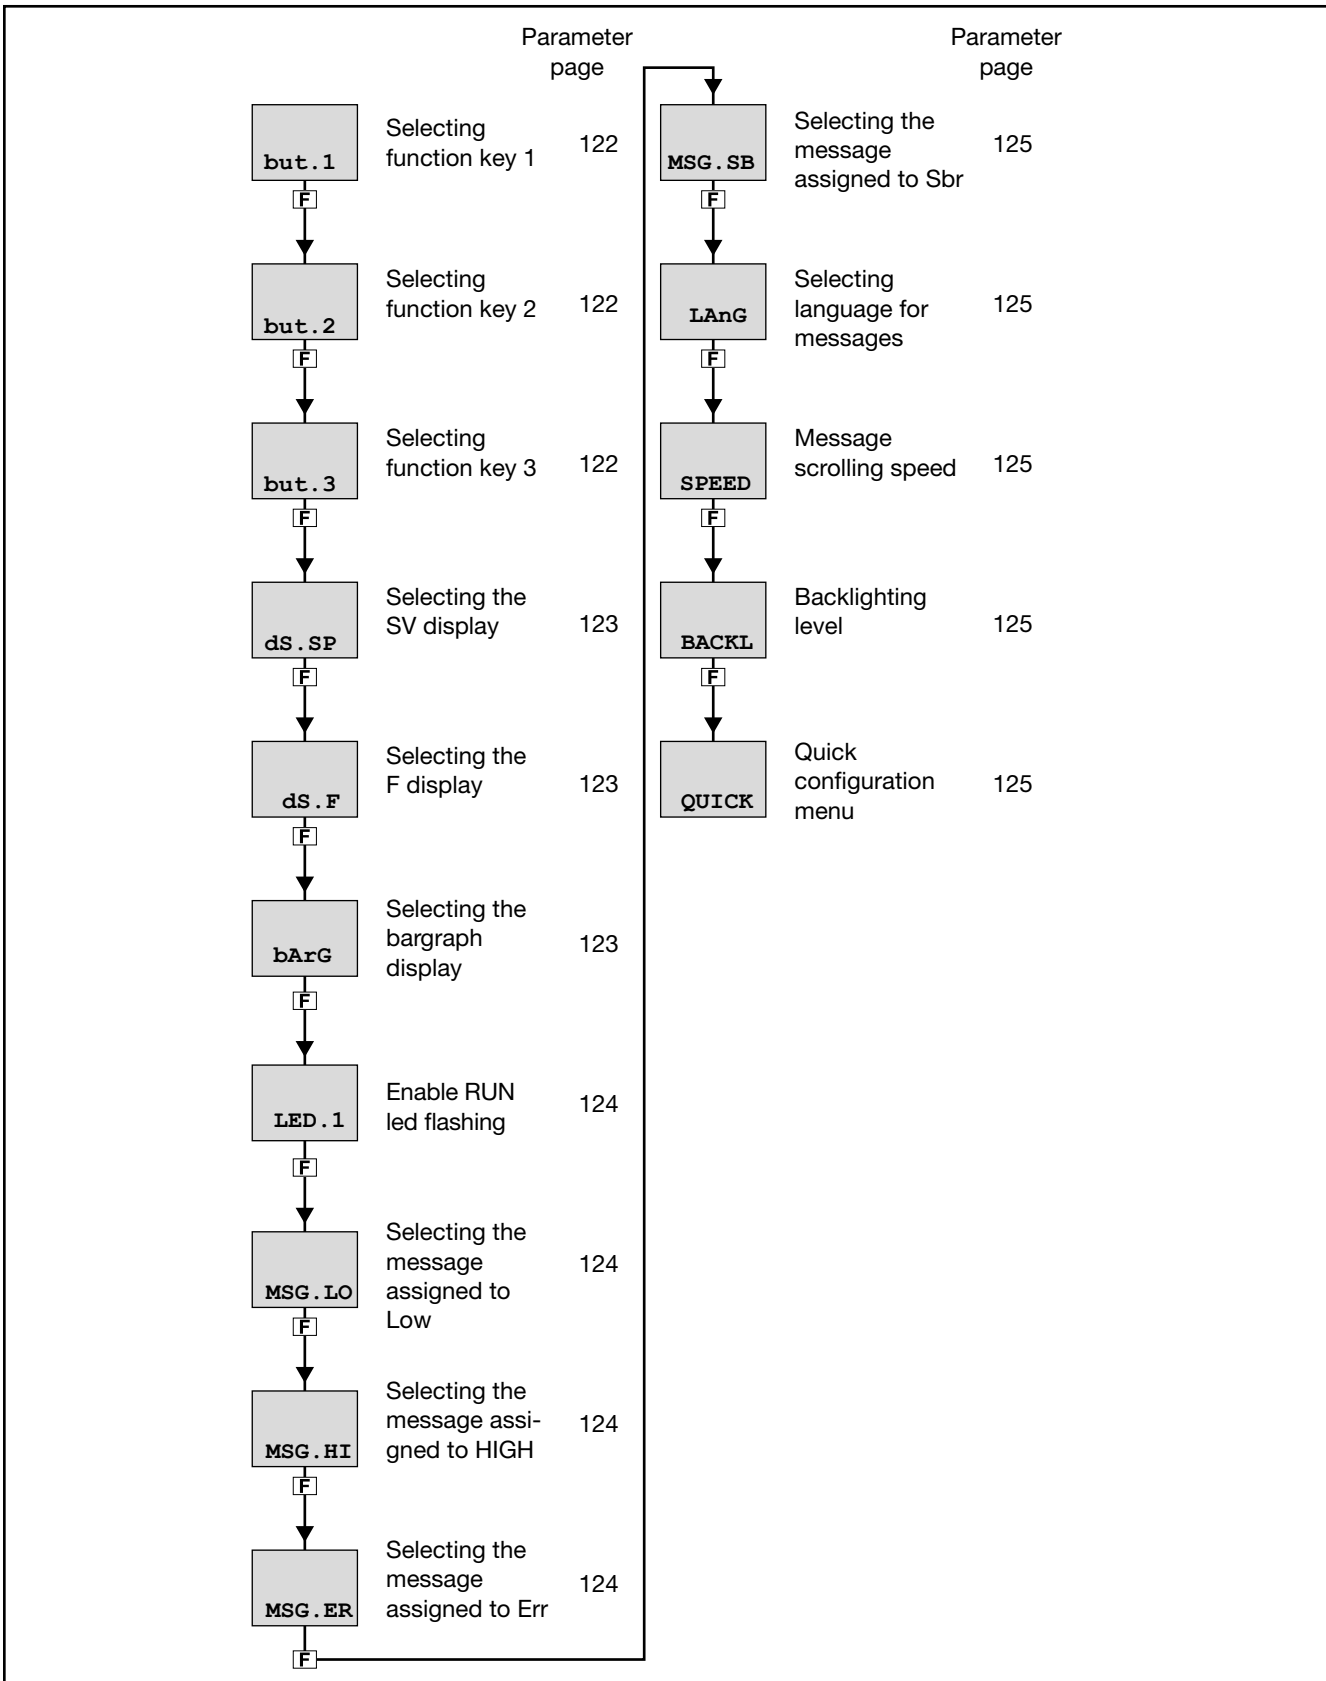 Parameter
page
but.1
Selecting
function key 1
122
F
but.2
Selecting
function key 2
122
F
but.3
Selecting
function key 3
122
F
dS.SP
Selecting the
SV display
123
F
dS.F
Selecting the
F display
123
F
bArG
Selecting the
bargraph
display
123
F
LED.1
Enable RUN
led flashing
124
F
MSG.LO
Selecting the
message
assigned to
Low
124
F
MSG.HI
Selecting the
message assi-
gned to HIGH
124
F
MSG.ER
Selecting the
message
assigned to Err
124
F
Parameter
page
MSG.SB
Selecting the
message
assigned to Sbr
125
F
LAnG
Selecting
language for
messages
125
F
SPEED
Message
scrolling speed
125
F
BACKL
Backlighting
level
125
F
QUICK
Quick
configuration
menu
125